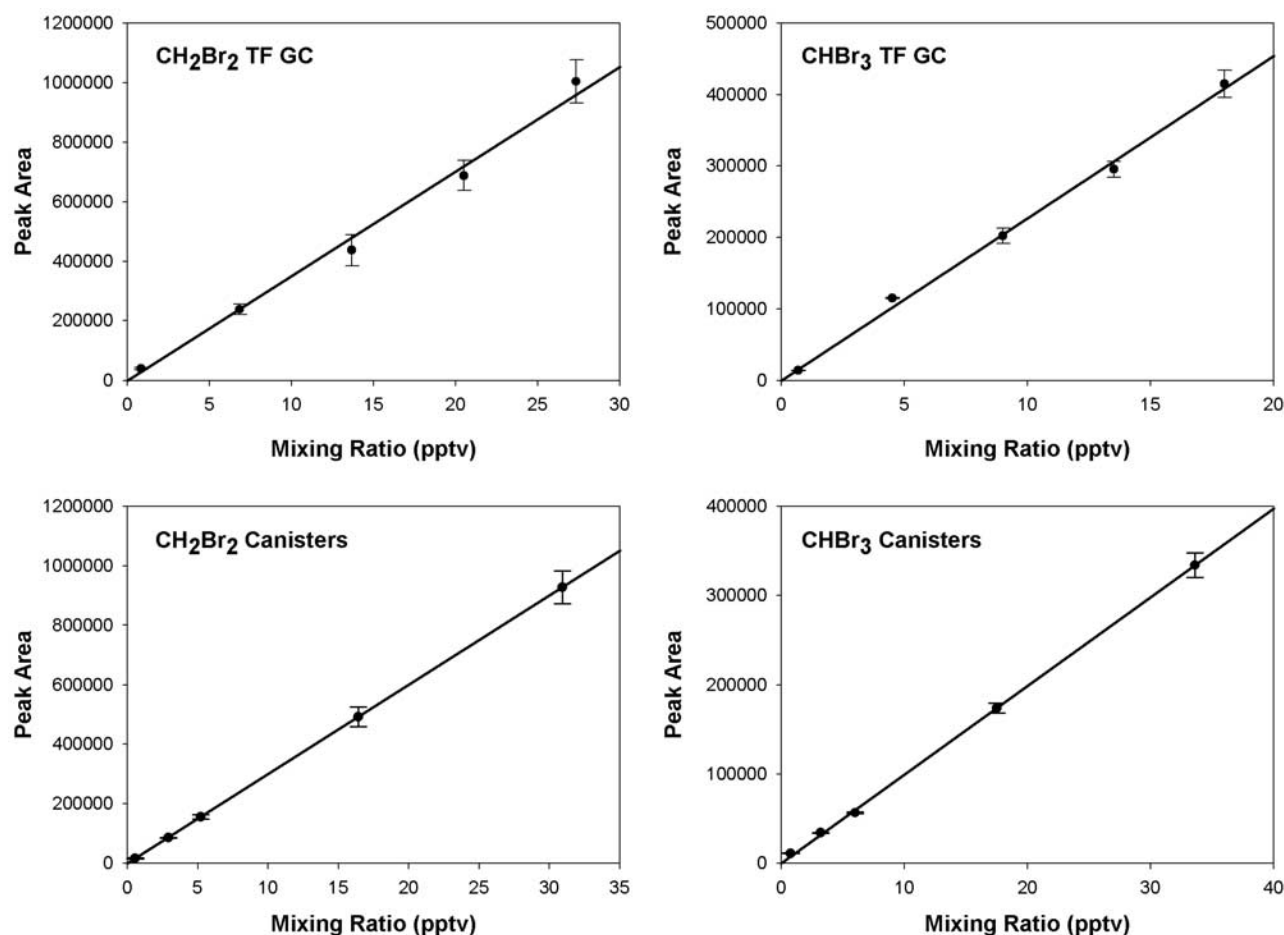 CH2Br2 TF GC
Peak Area
1200000
1000000
800000
600000
400000
200000
0
0 5 10 15 20 25 30
Mixing Ratio (pptv)
CHBr3 TF GC
Peak Area
500000
400000
300000
200000
100000
0
0 5 10 15 20
Mixing Ratio (pptv)
CH2Br2 Canisters
Peak Area
1200000
1000000
800000
600000
400000
200000
0
0 5 10 15 20 25 30 35
Mixing Ratio (pptv)
CHBr3 Canisters
Peak Area
400000
300000
200000
100000
0
0 10 20 30 40
Mixing Ratio (pptv)